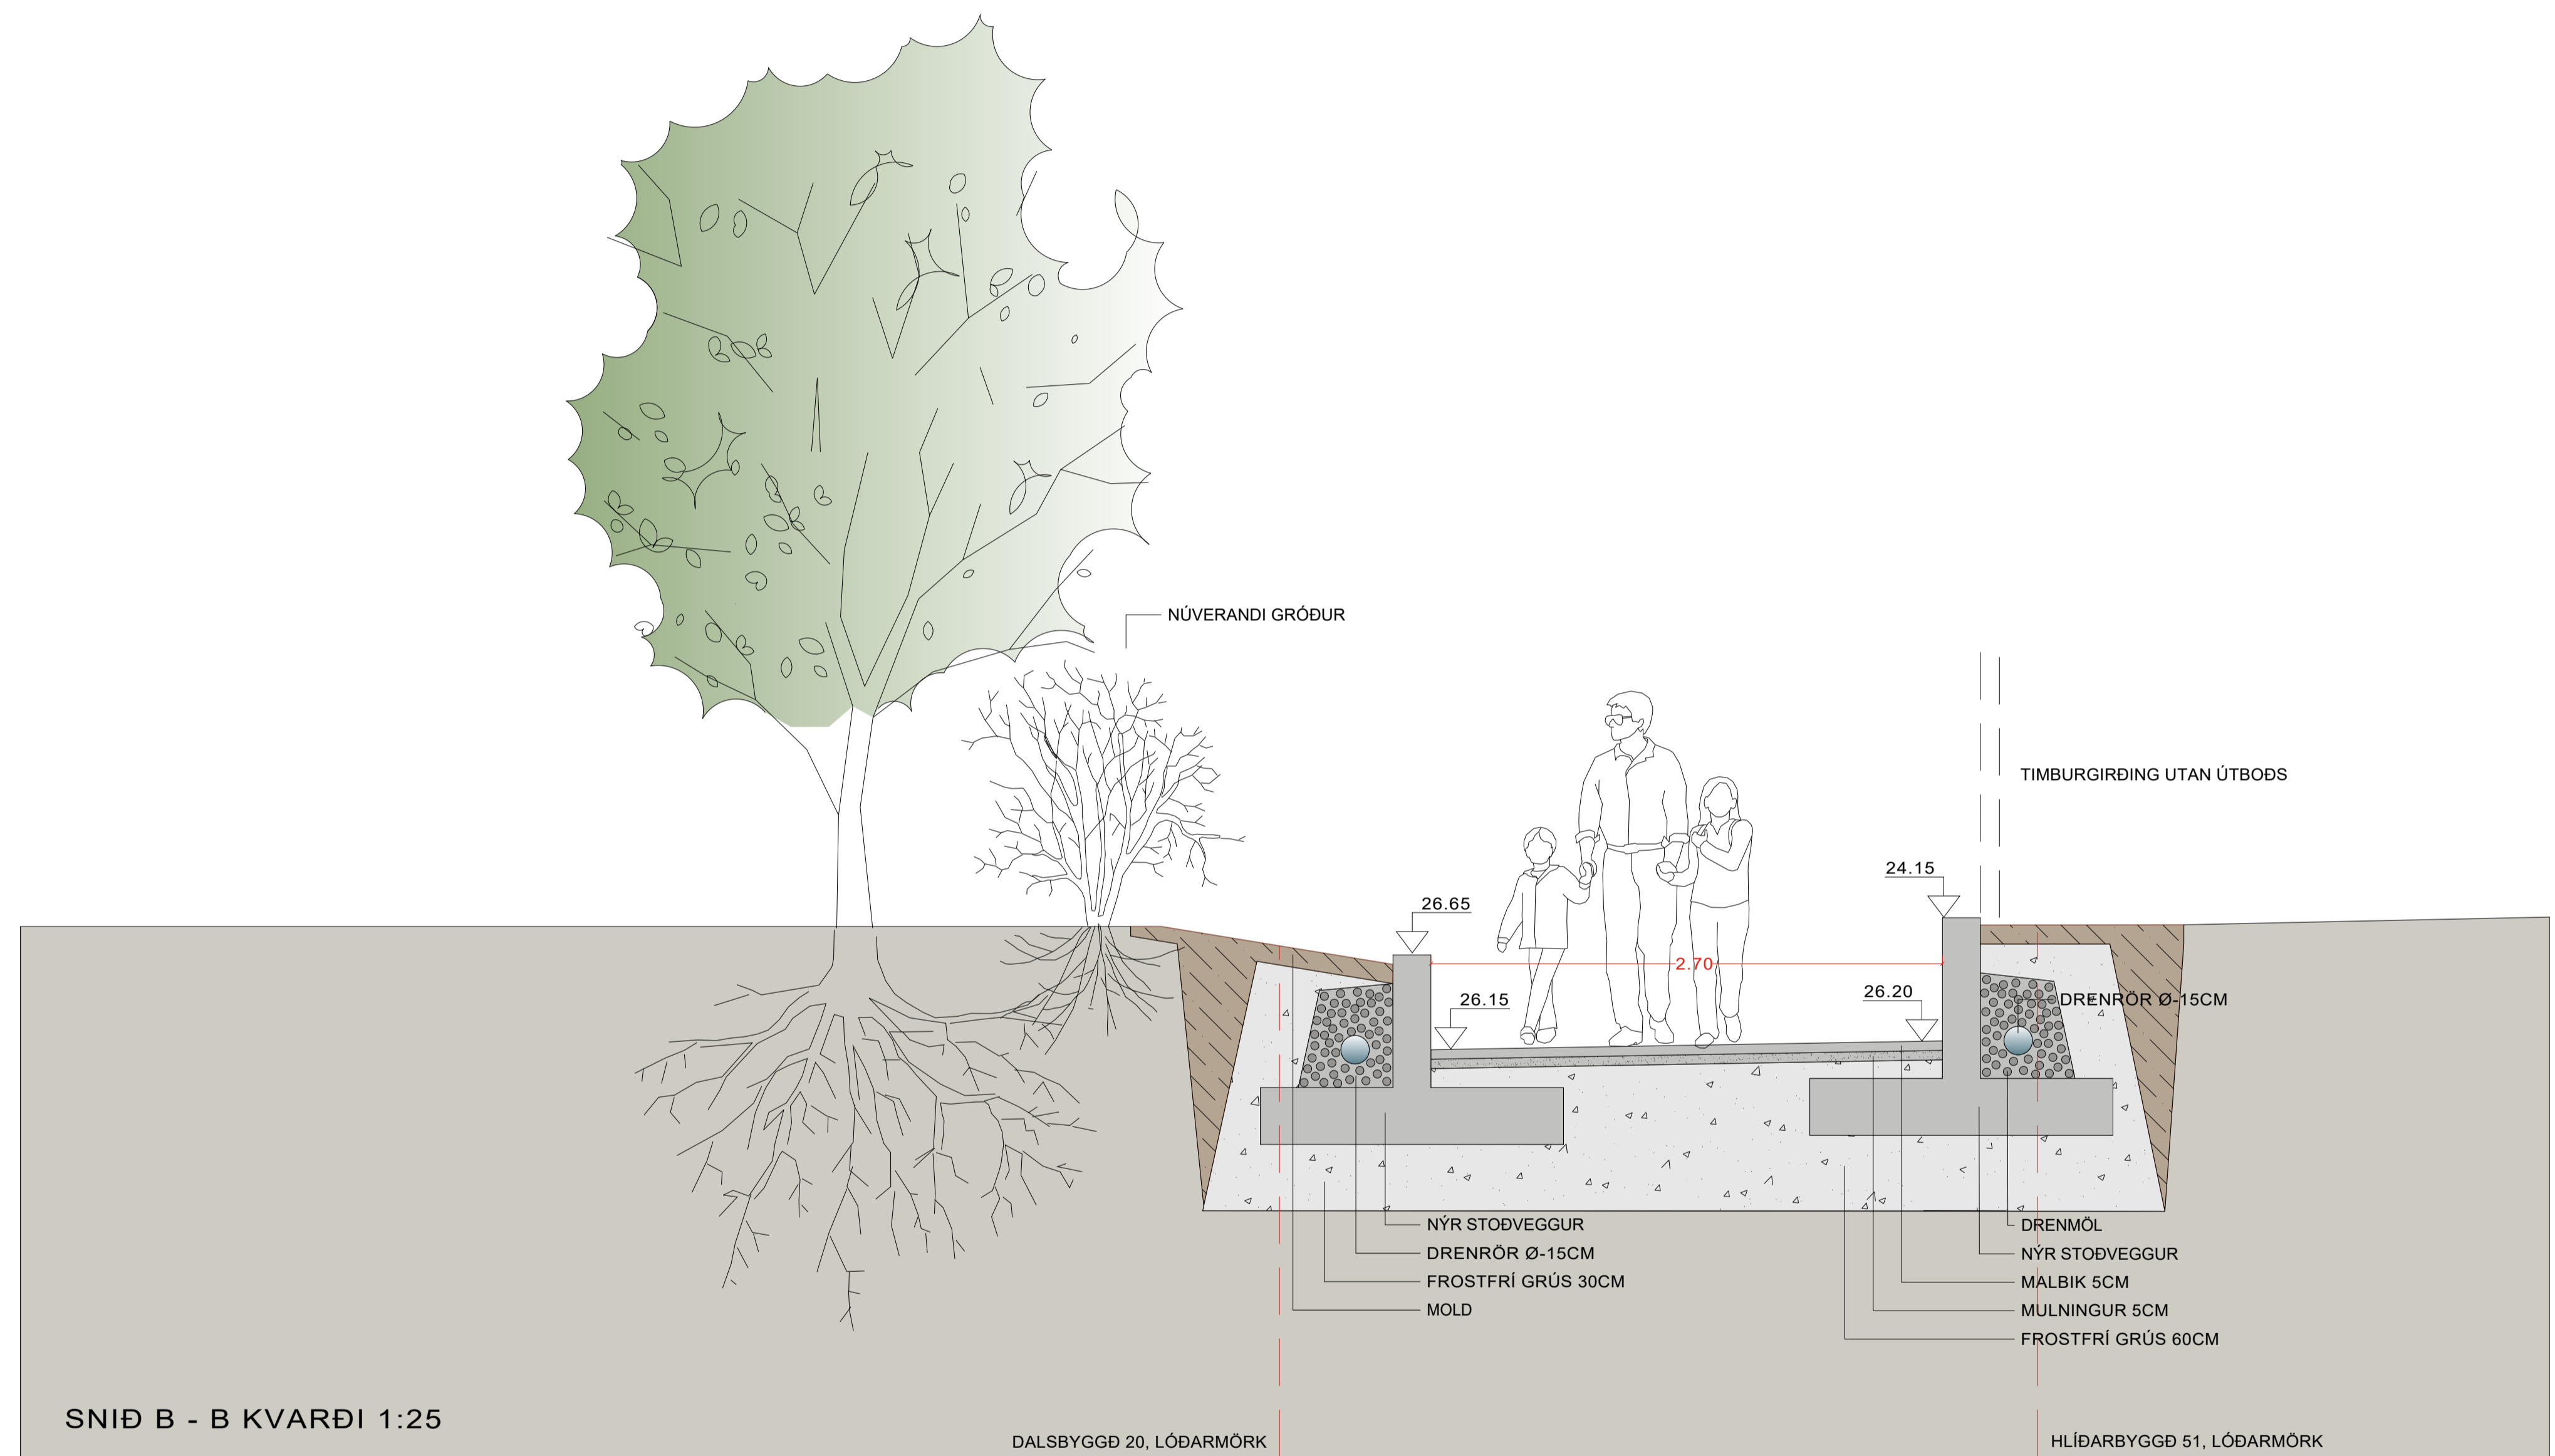 NÚVERANDI GRÓÐUR
TIMBURGIRÐING UTAN ÚTBOÐS
24.15
26.65
2.70
26.15
26.20
DRENRÖR Ø-15CM
NÝR STOÐVEGGUR
DRENRÖR Ø-15CM
FROSTFRÍ GRÚS 30CM
MOLD
DRENMÖL
NÝR STOÐVEGGUR
MALBIK 5CM
MULNINGUR 5CM
FROSTFRÍ GRÚS 60CM
SNIÐ B - B KVARÐI 1:25
DALSBYGGÐ 20, LÓÐARMÖRK
HLÍÐARBYGGÐ 51, LÓÐARMÖRK